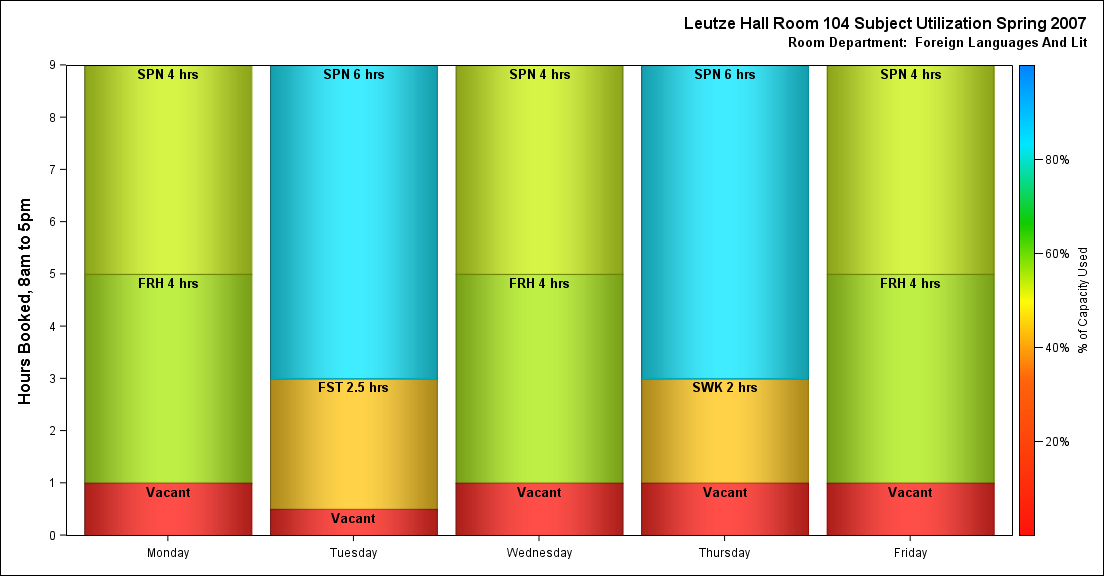 Leutze Hall Room 104 Subject Utilization Spring 2007
Room Department:  Foreign Languages And Lit
Hours Booked, 8am to 5pm
9
8
7
6
5
4
3
2
1
0
SPN 4 hrs
FRH 4 hrs
Vacant
Monday
SPN 6 hrs
FST 2.5 hrs
Vacant
Tuesday
SPN 4 hrs
FRH 4 hrs
Vacant
Wednesday
SPN 6 hrs
SWK 2 hrs
Vacant
Thursday
SPN 4 hrs
FRH 4 hrs
Vacant
Friday
80%
60%
40%
20%
% of Capacity Used